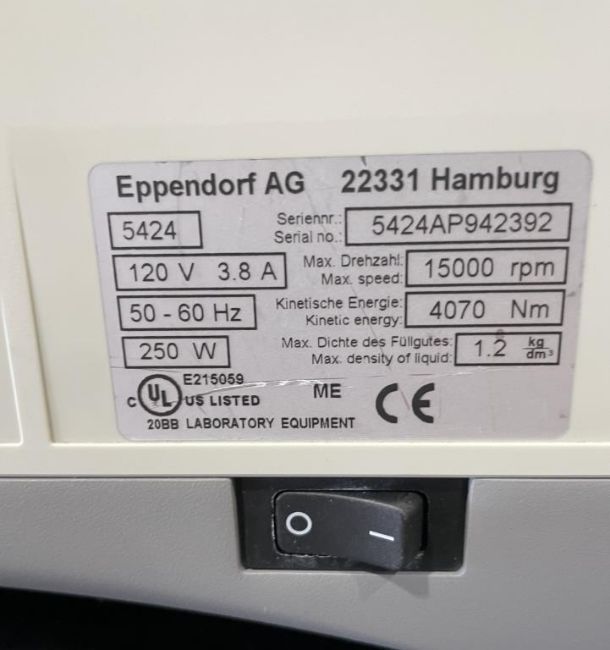 Eppendorf AG 22331 Hamburg
5424 Seriennr.: Serial no.: 5424AP942392
120 V 3.8 A Max. Drehzahl: Max. speed: 15000 rpm
50 - 60 Hz Kinetische Energie: Kinetic energy: 4070 Nm
250 W Max. Dichte des Füllgutes: Max. density of liquid: 1.2 kg/dm³
C UL US LISTED E215059 ME CE
20BB LABORATORY EQUIPMENT
O I